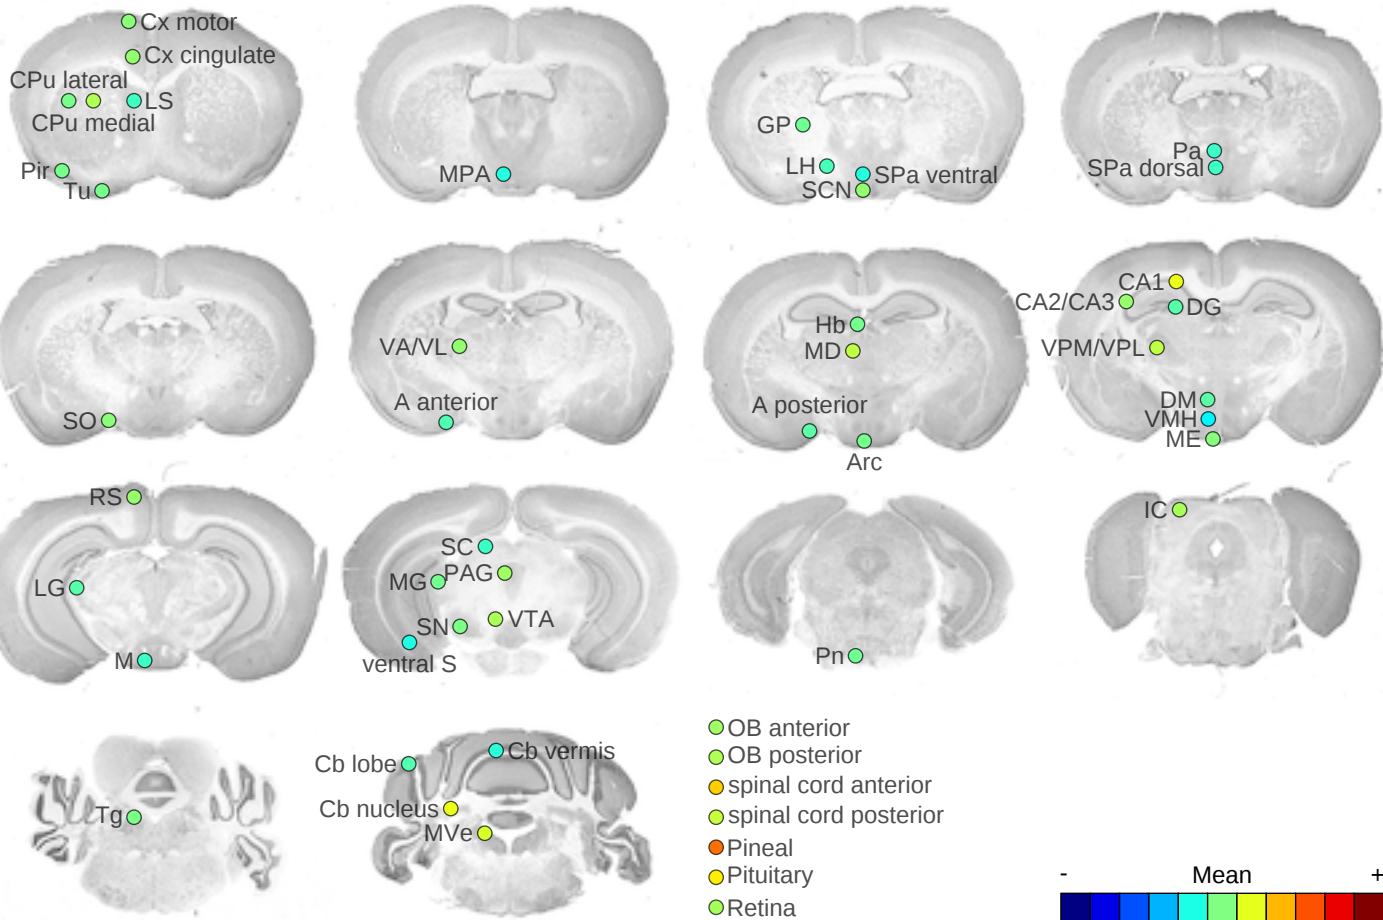 Cx motor
Cx cingulate
CPu lateral
LS
CPu medial
Pir
Tu
MPA
GP
LH
SPa ventral
SCN
Pa
SPa dorsal
SO
VA/VL
A anterior
Hb
MD
A posterior
Arc
CA1
CA2/CA3
DG
VPM/VPL
DM
VMH
ME
RS
LG
M
SC
PAG
MG
VTA
SN
ventral S
Pn
IC
Tg
Cb vermis
Cb lobe
Cb nucleus
MVe
OB anterior
OB posterior
spinal cord anterior
spinal cord posterior
Pineal
Pituitary
Retina
- Mean +